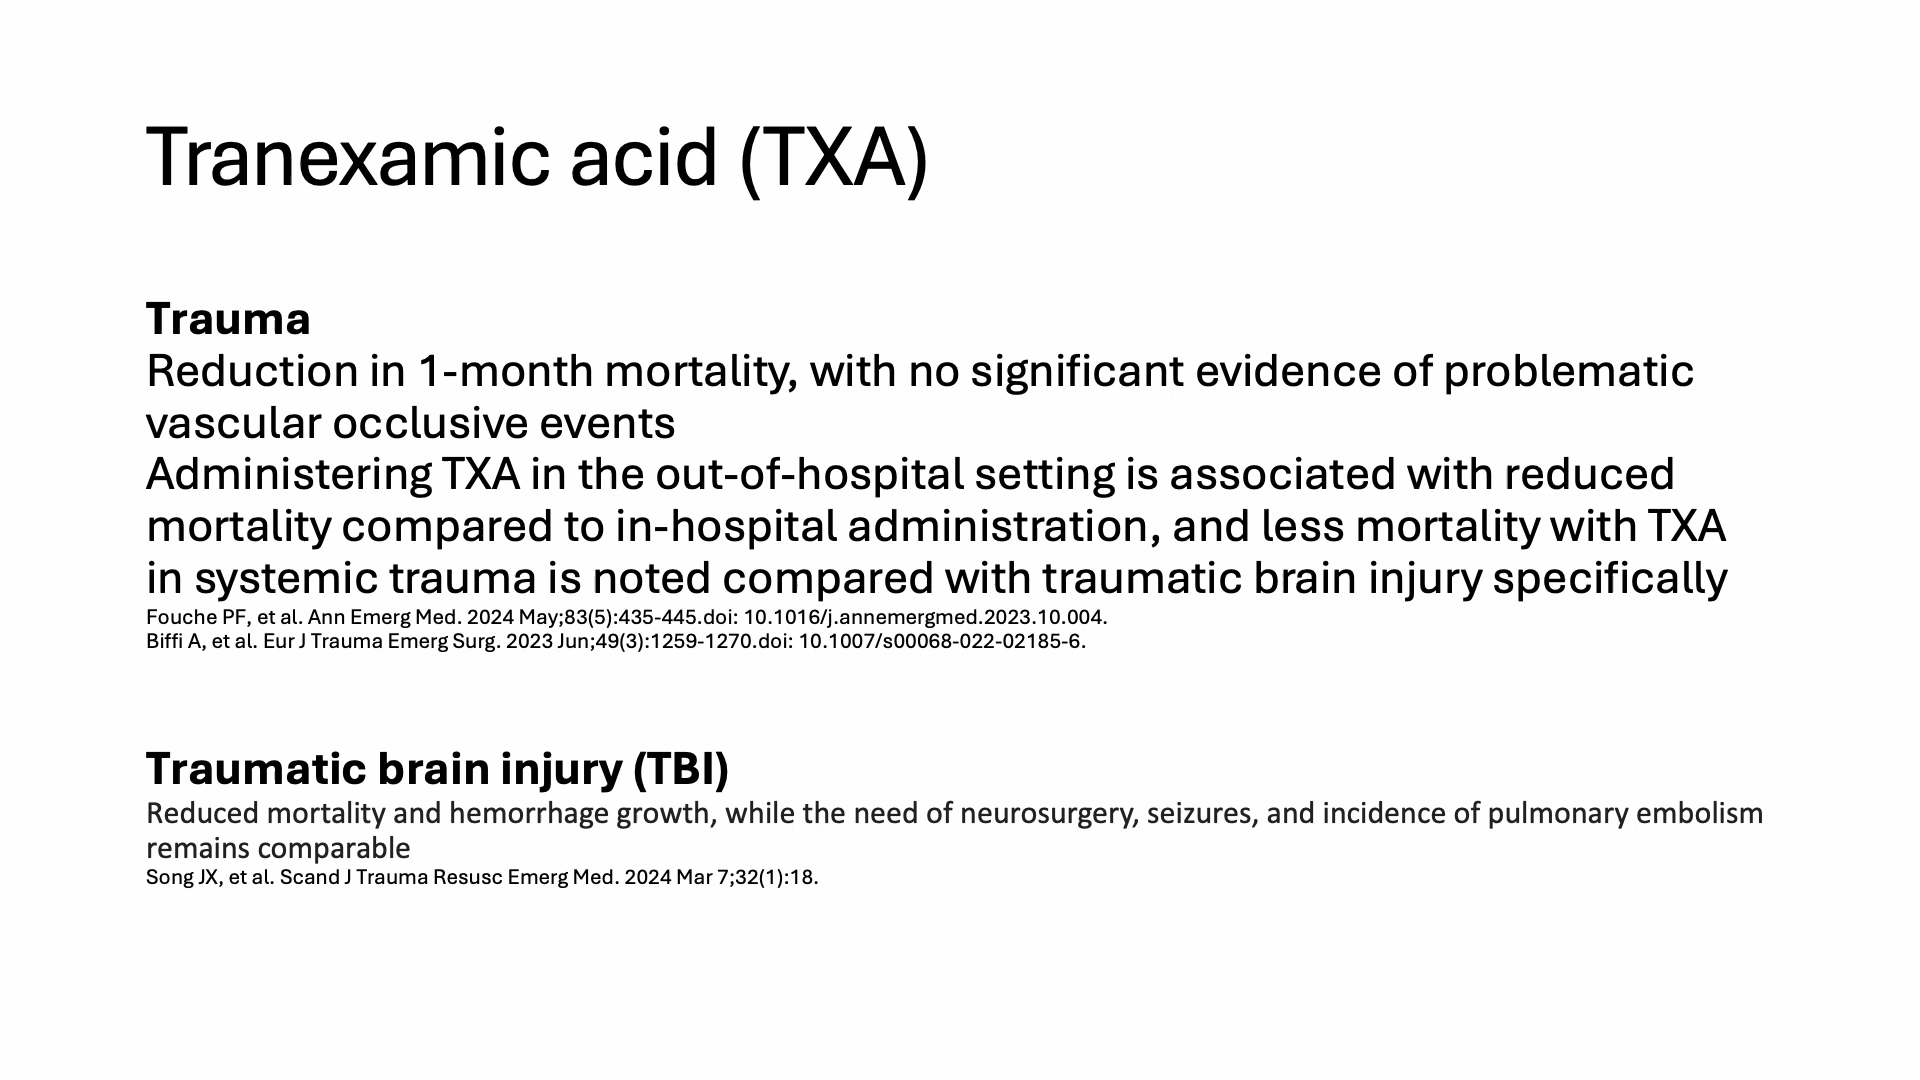 Tranexamic acid (TXA)
Trauma
Reduction in 1-month mortality, with no significant evidence of problematic
vascular occlusive events
Administering TXA in the out-of-hospital setting is associated with reduced
mortality compared to in-hospital administration, and less mortality with TXA
in systemic trauma is noted compared with traumatic brain injury specifically
Fouche PF, et al. Ann Emerg Med. 2024 May;83(5):435-445.doi: 10.1016/j.annemergmed.2023.10.004.
Biffi A, et al. Eur J Trauma Emerg Surg. 2023 Jun;49(3):1259-1270.doi: 10.1007/s00068-022-02185-6.
Traumatic brain injury (TBI)
Reduced mortality and hemorrhage growth, while the need of neurosurgery, seizures, and incidence of pulmonary embolism
remains comparable
Song JX, et al. Scand J Trauma Resusc Emerg Med. 2024 Mar 7;32(1):18.